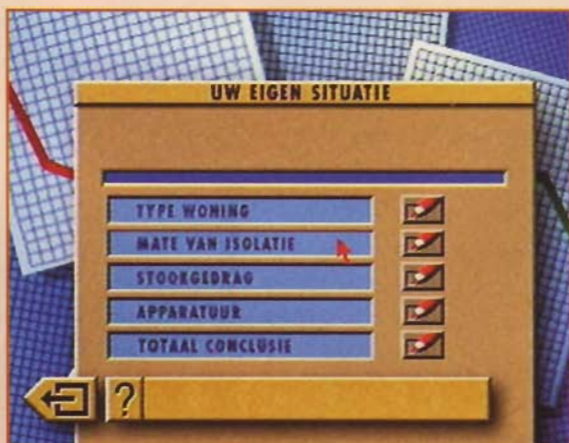 UW EIGEN SITUATIE
TYPE WONING
MATE VAN ISOLATIE
STOOKGEDRAG
APPARATUUR
TOTAAL CONCLUSIE
?